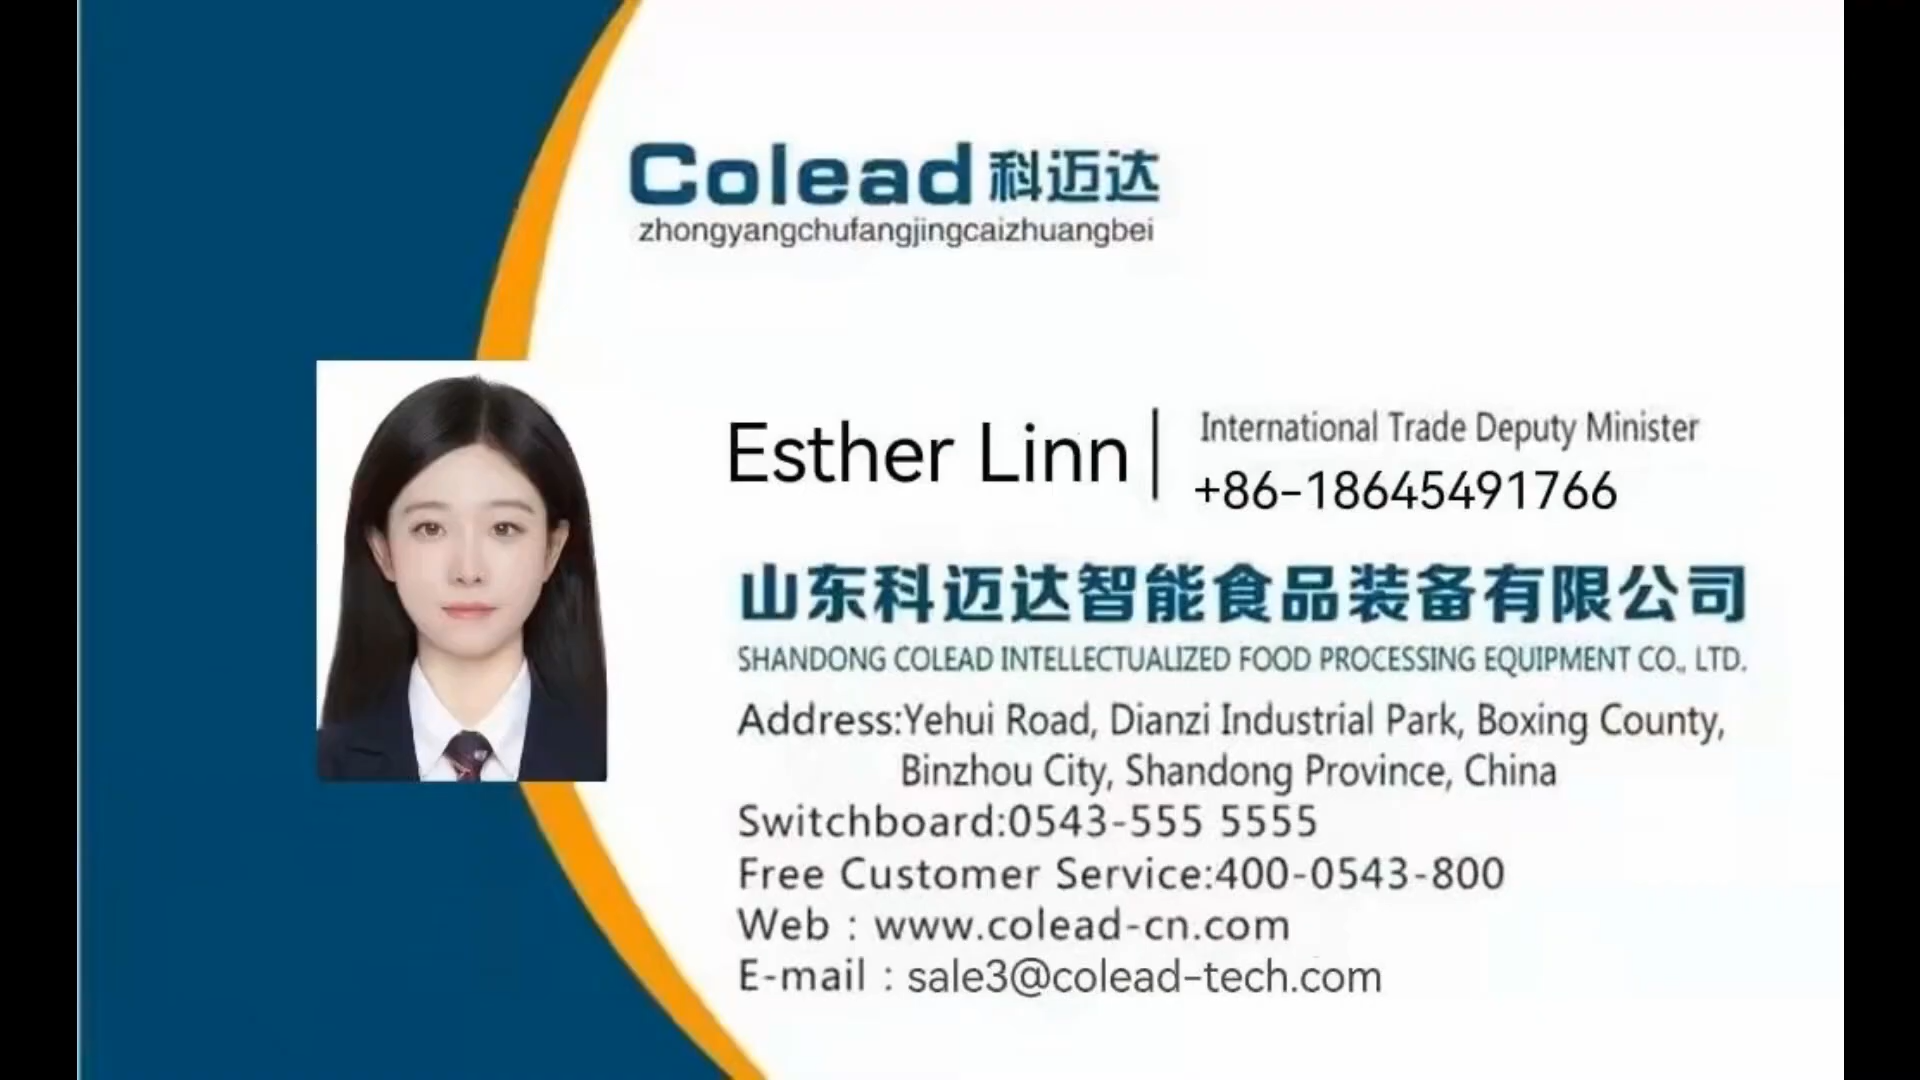 Colead 科迈达
zhongyangchufangjingcaizhuangbei
Esther Linn
International Trade Deputy Minister
+86-18645491766
山东科迈达智能食品装备有限公司
SHANDONG COLEAD INTELLECTUALIZED FOOD PROCESSING EQUIPMENT CO., LTD.
Address:Yehui Road, Dianzi Industrial Park, Boxing County,
Binzhou City, Shandong Province, China
Switchboard:0543-555 5555
Free Customer Service:400-0543-800
Web : www.colead-cn.com
E-mail : sale3@colead-tech.com